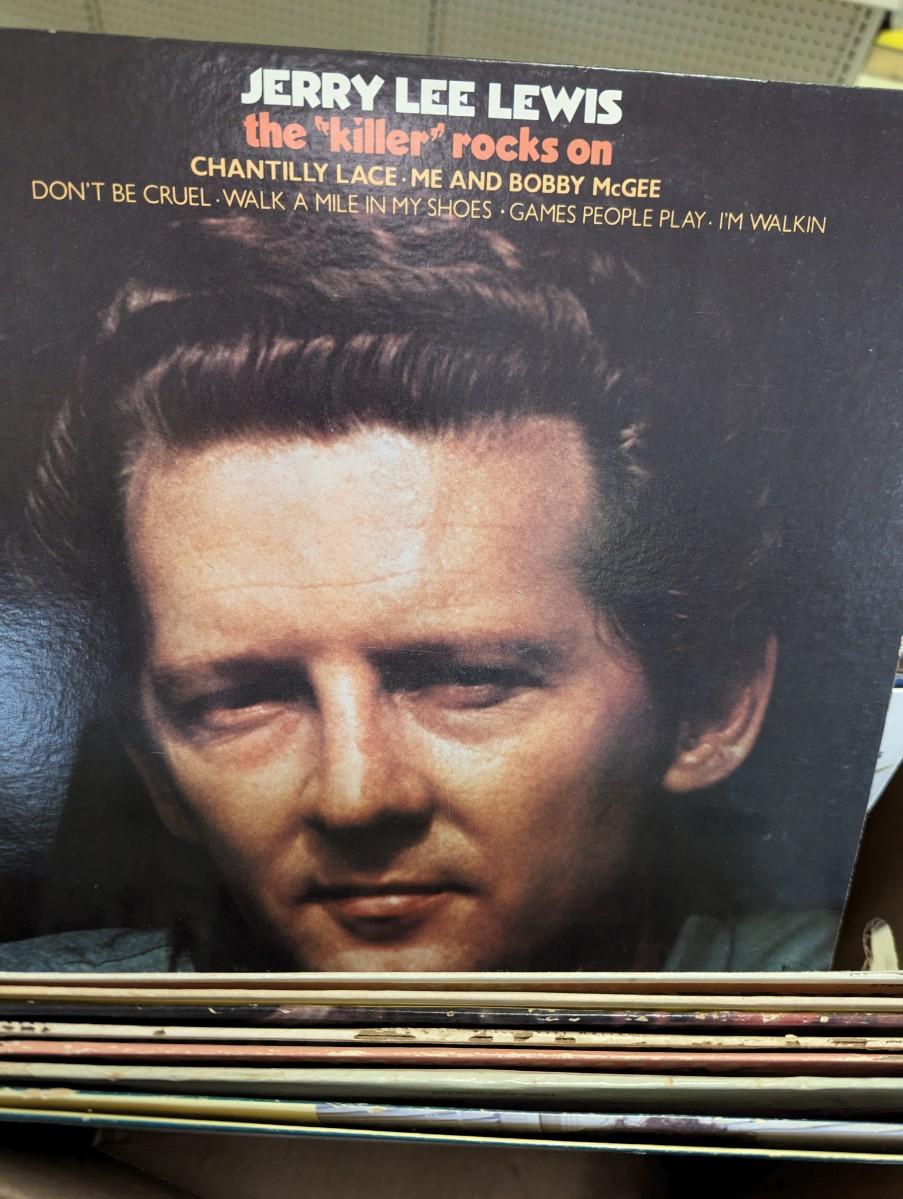 JERRY LEE LEWIS
the "killer" rocks on
CHANTILLY LACE · ME AND BOBBY McGEE
DON'T BE CRUEL · WALK A MILE IN MY SHOES · GAMES PEOPLE PLAY · I'M WALKIN